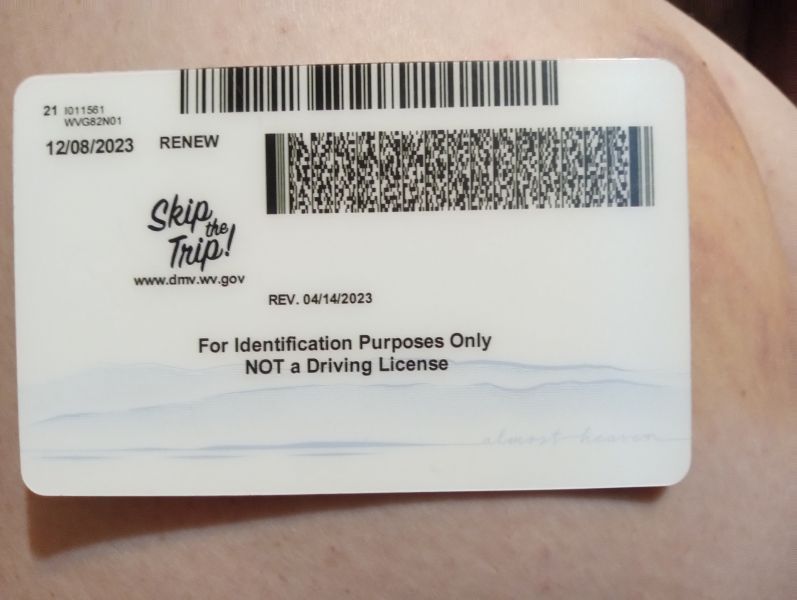 21 I011561
WVG82N01
12/08/2023 RENEW
Skip
the
Trip!
www.dmv.wv.gov
REV. 04/14/2023
For Identification Purposes Only
NOT a Driving License
almost heaven